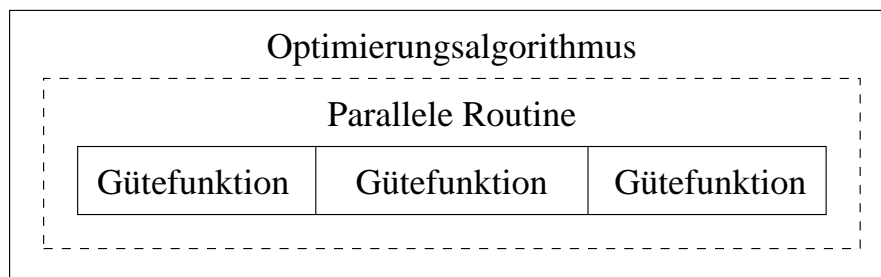 Optimierungsalgorithmus
Parallele Routine
Gütefunktion Gütefunktion Gütefunktion